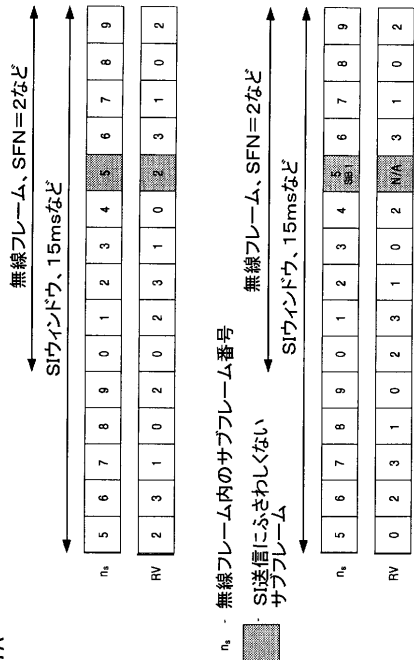 無線フレーム、SFN=2など
SIウィンドウ、15msなど
ns 5 6 7 8 9 0 1 2 3 4 5 6 7 8 9
RV 2 3 1 0 2 0 2 3 1 0 2 3 1 0 2
ns - 無線フレーム内のサブフレーム番号
- SI送信にふさわしくない
サブフレーム
無線フレーム、SFN=2など
SIウィンドウ、15msなど
ns 5 6 7 8 9 0 1 2 3 4 5 SIB1 6 7 8 9
RV 0 2 3 1 0 2 3 1 0 2 N/A 3 1 0 2